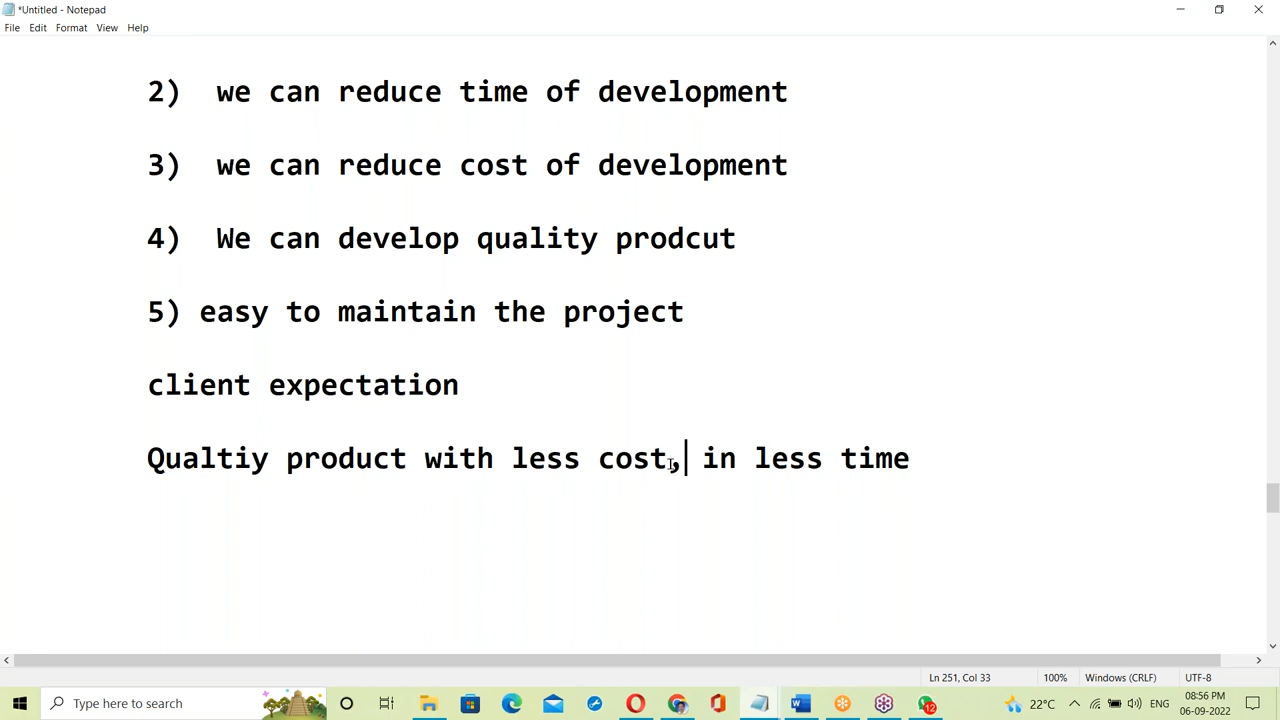 *Untitled - Notepad
File Edit Format View Help
2)  we can reduce time of development
3)  we can reduce cost of development
4)  We can develop quality prodcut
5) easy to maintain the project
client expectation
Qualtiy product with less cost, in less time
Ln 251, Col 33 100% Windows (CRLF) UTF-8
Type here to search
12
22°C ENG 08:56 PM
06-09-2022